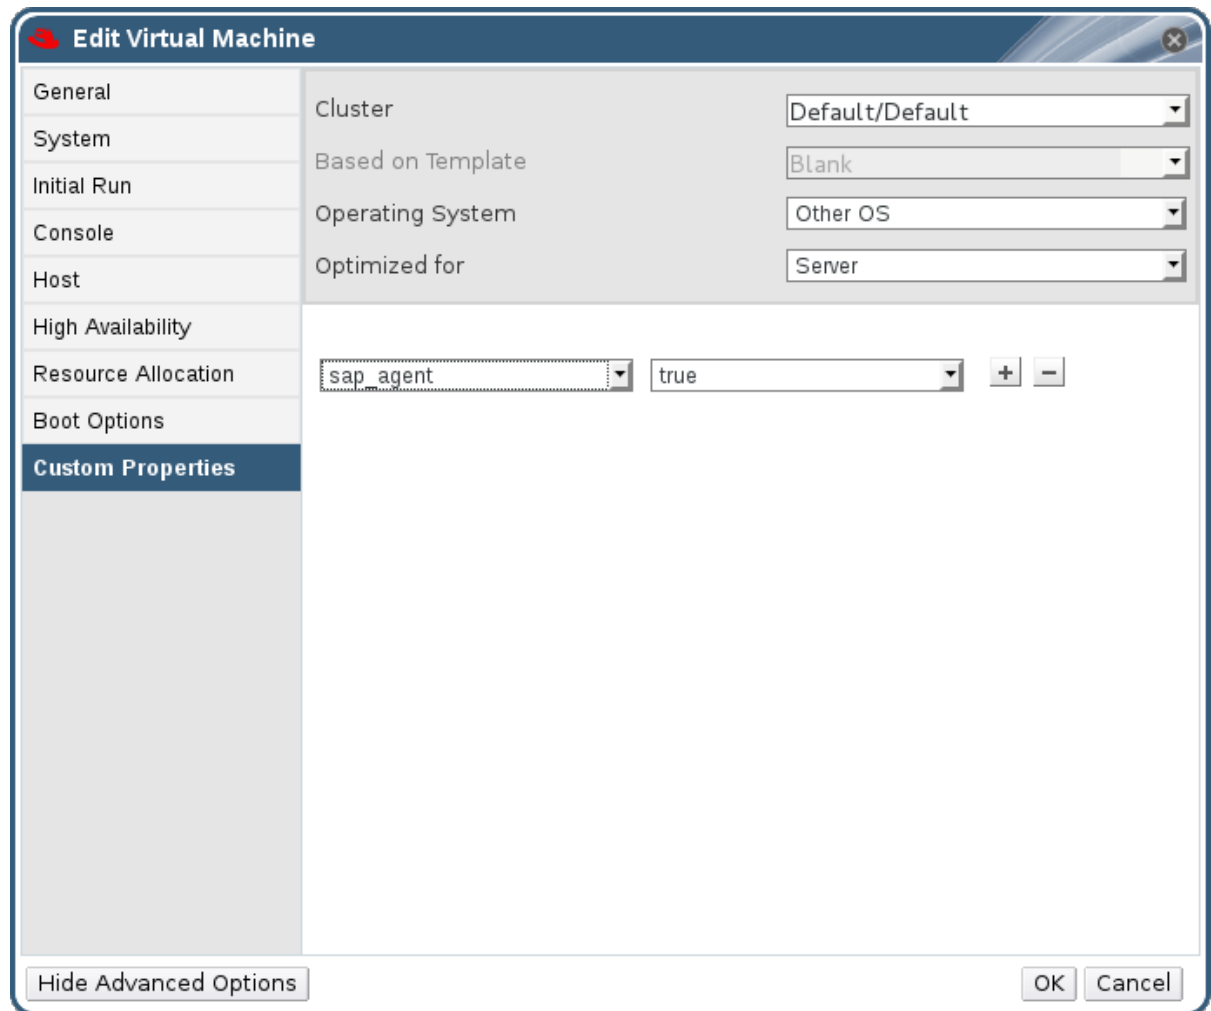 Edit Virtual Machine
General
System
Initial Run
Console
Host
High Availability
Resource Allocation
Boot Options
Custom Properties
Cluster Default/Default
Based on Template Blank
Operating System Other OS
Optimized for Server
sap_agent true + −
Hide Advanced Options OK Cancel